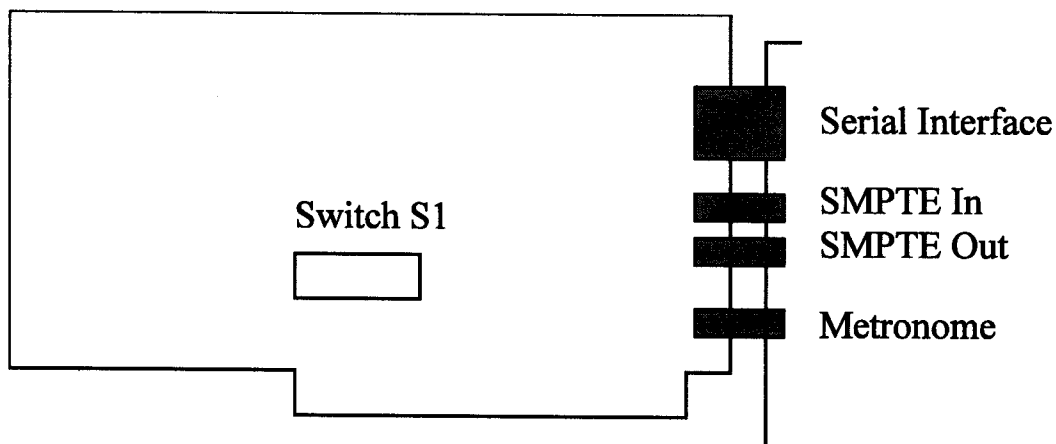 Serial Interface
SMPTE In
Switch S1
SMPTE Out
Metronome